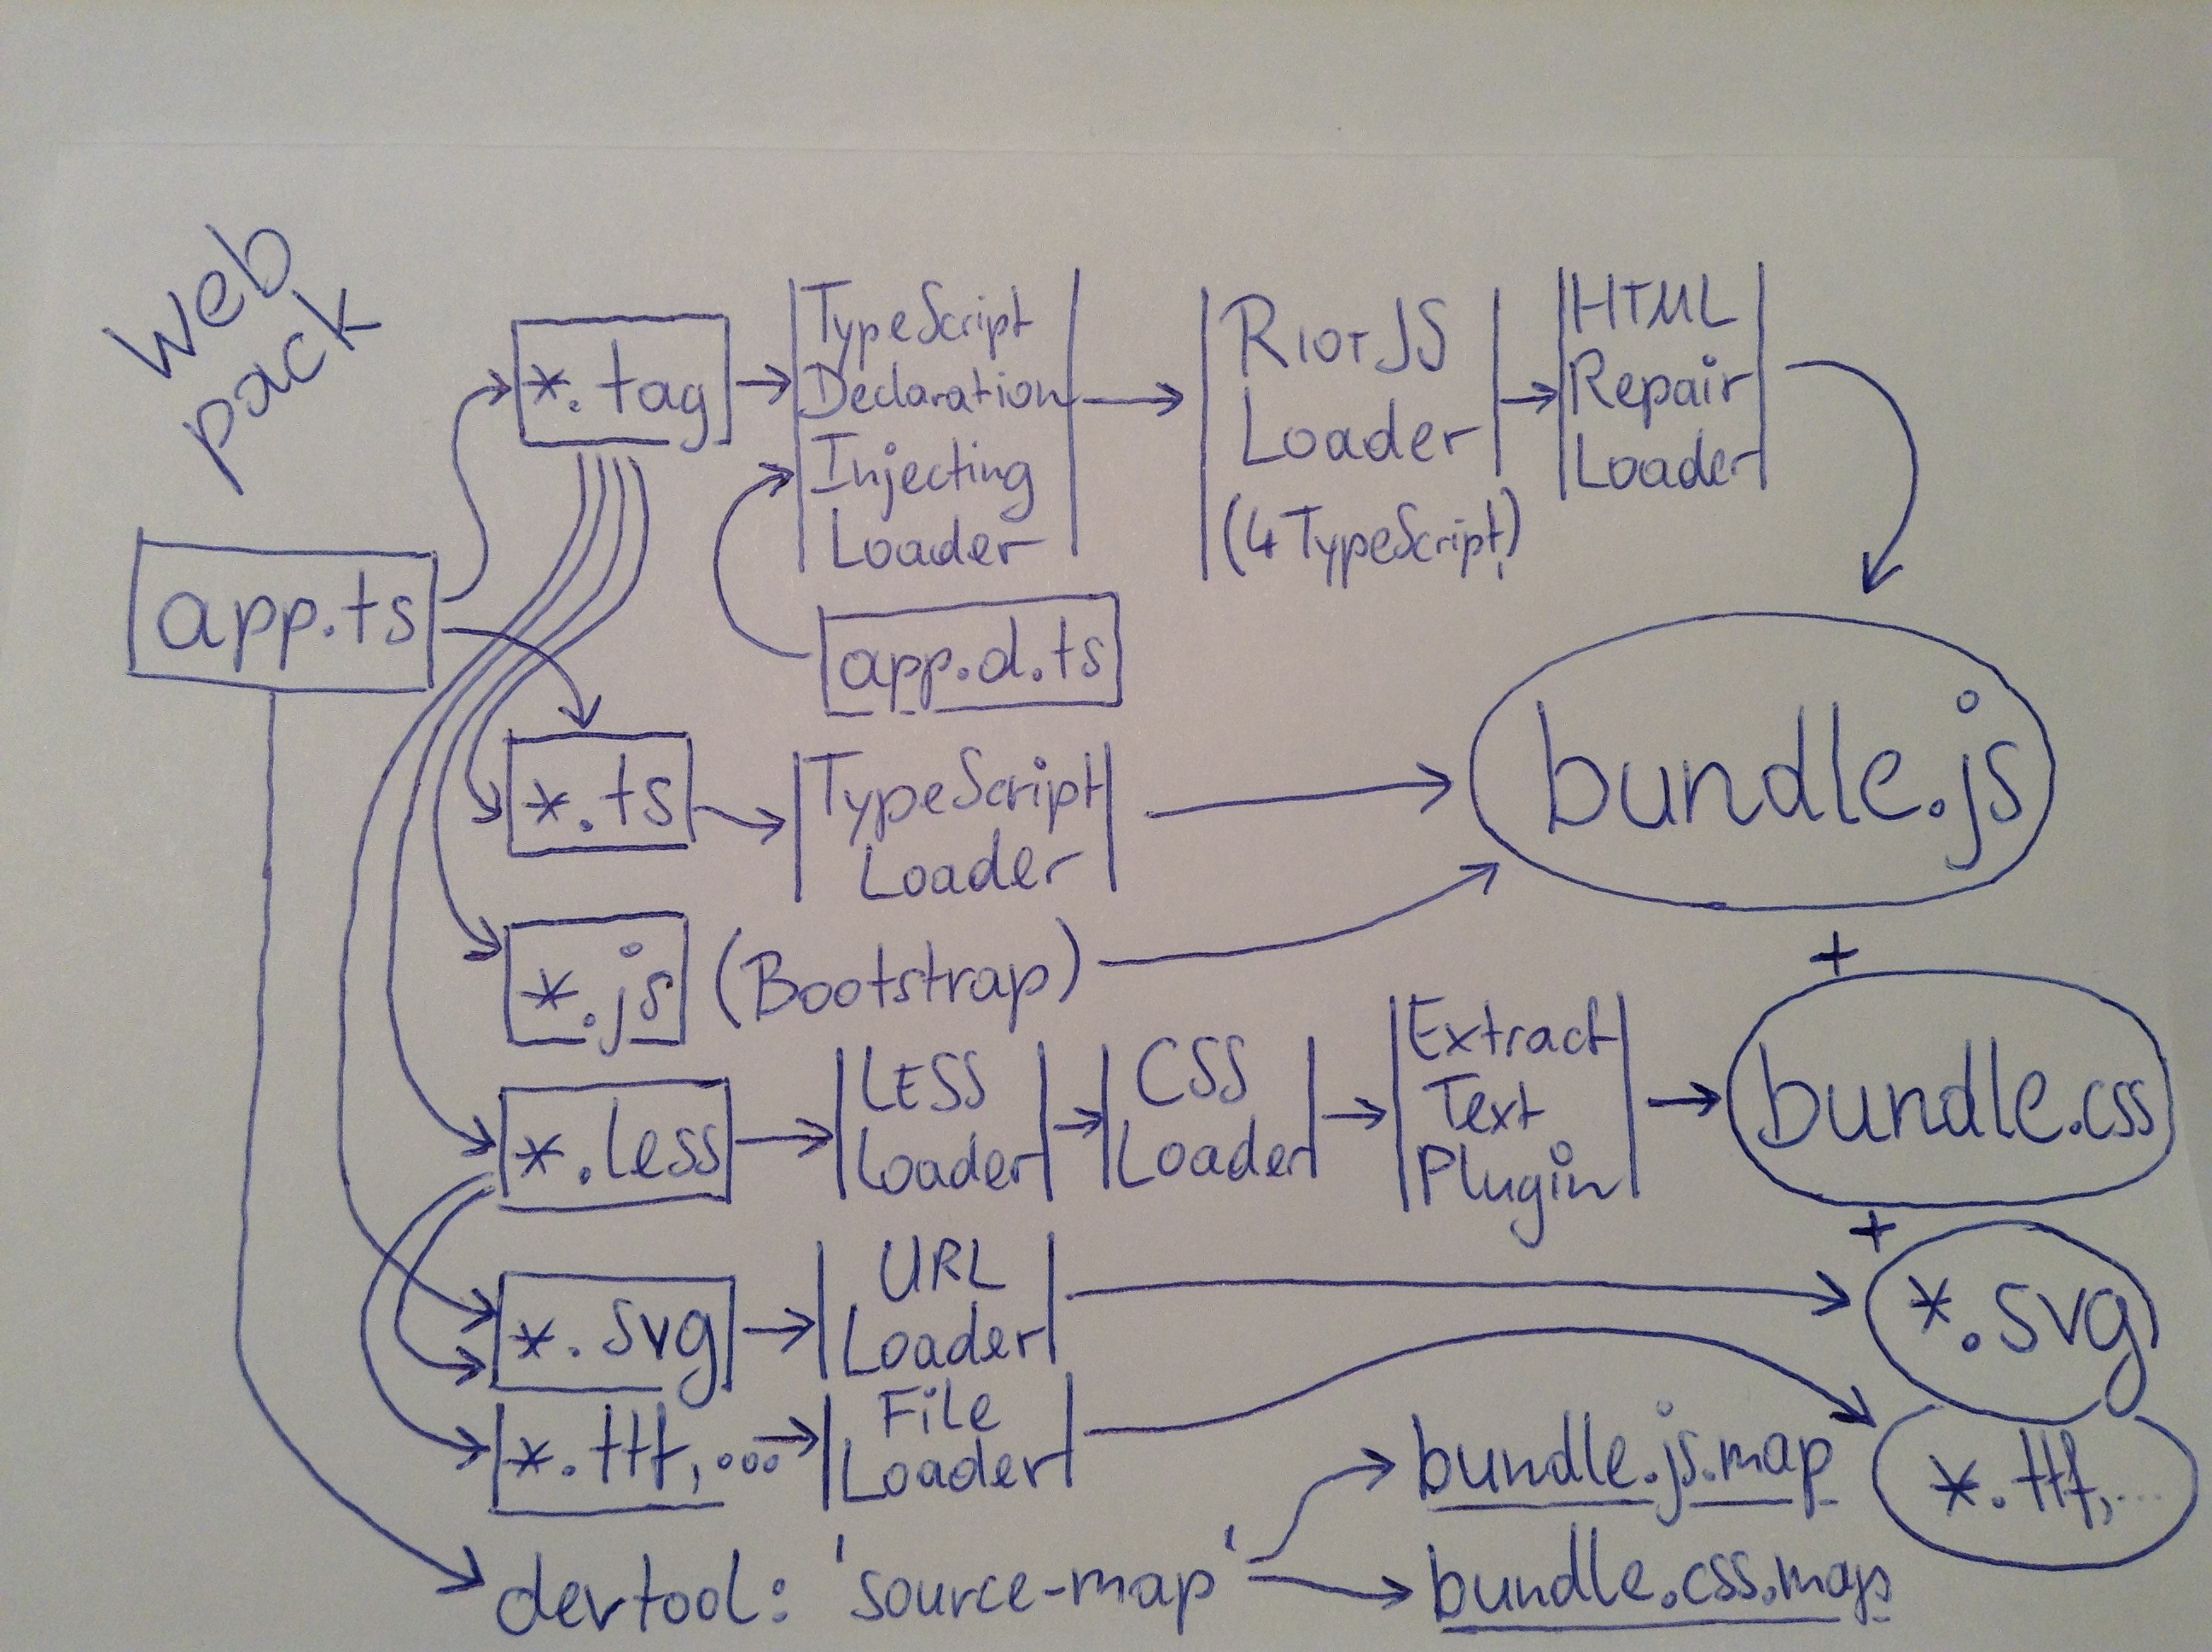 web
pack
*.tag
TypeScript
Declaration
Injecting
Loader
RIOTJS
Loader
(4 TypeScript)
HTML
Repair
Loader
app.ts
app.d.ts
*.ts
TypeScript
Loader
bundle.js
*.js (Bootstrap)
+
*.less
LESS
Loader
CSS
Loader
Extract
Text
Plugin
bundle.css
+
*.svg
URL
Loader
*.svg
*.ttf, ...
File
Loader
*.ttf, ...
devtool: 'source-map'
bundle.js.map
bundle.css.map